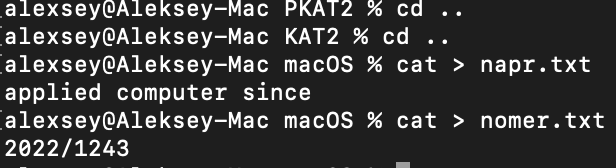 alexsey@Aleksey-Mac PKAT2 % cd ..
alexsey@Aleksey-Mac KAT2 % cd ..
[alexsey@Aleksey-Mac macOS % cat > napr.txt
applied computer since
[alexsey@Aleksey-Mac macOS % cat > nomer.txt
2022/1243